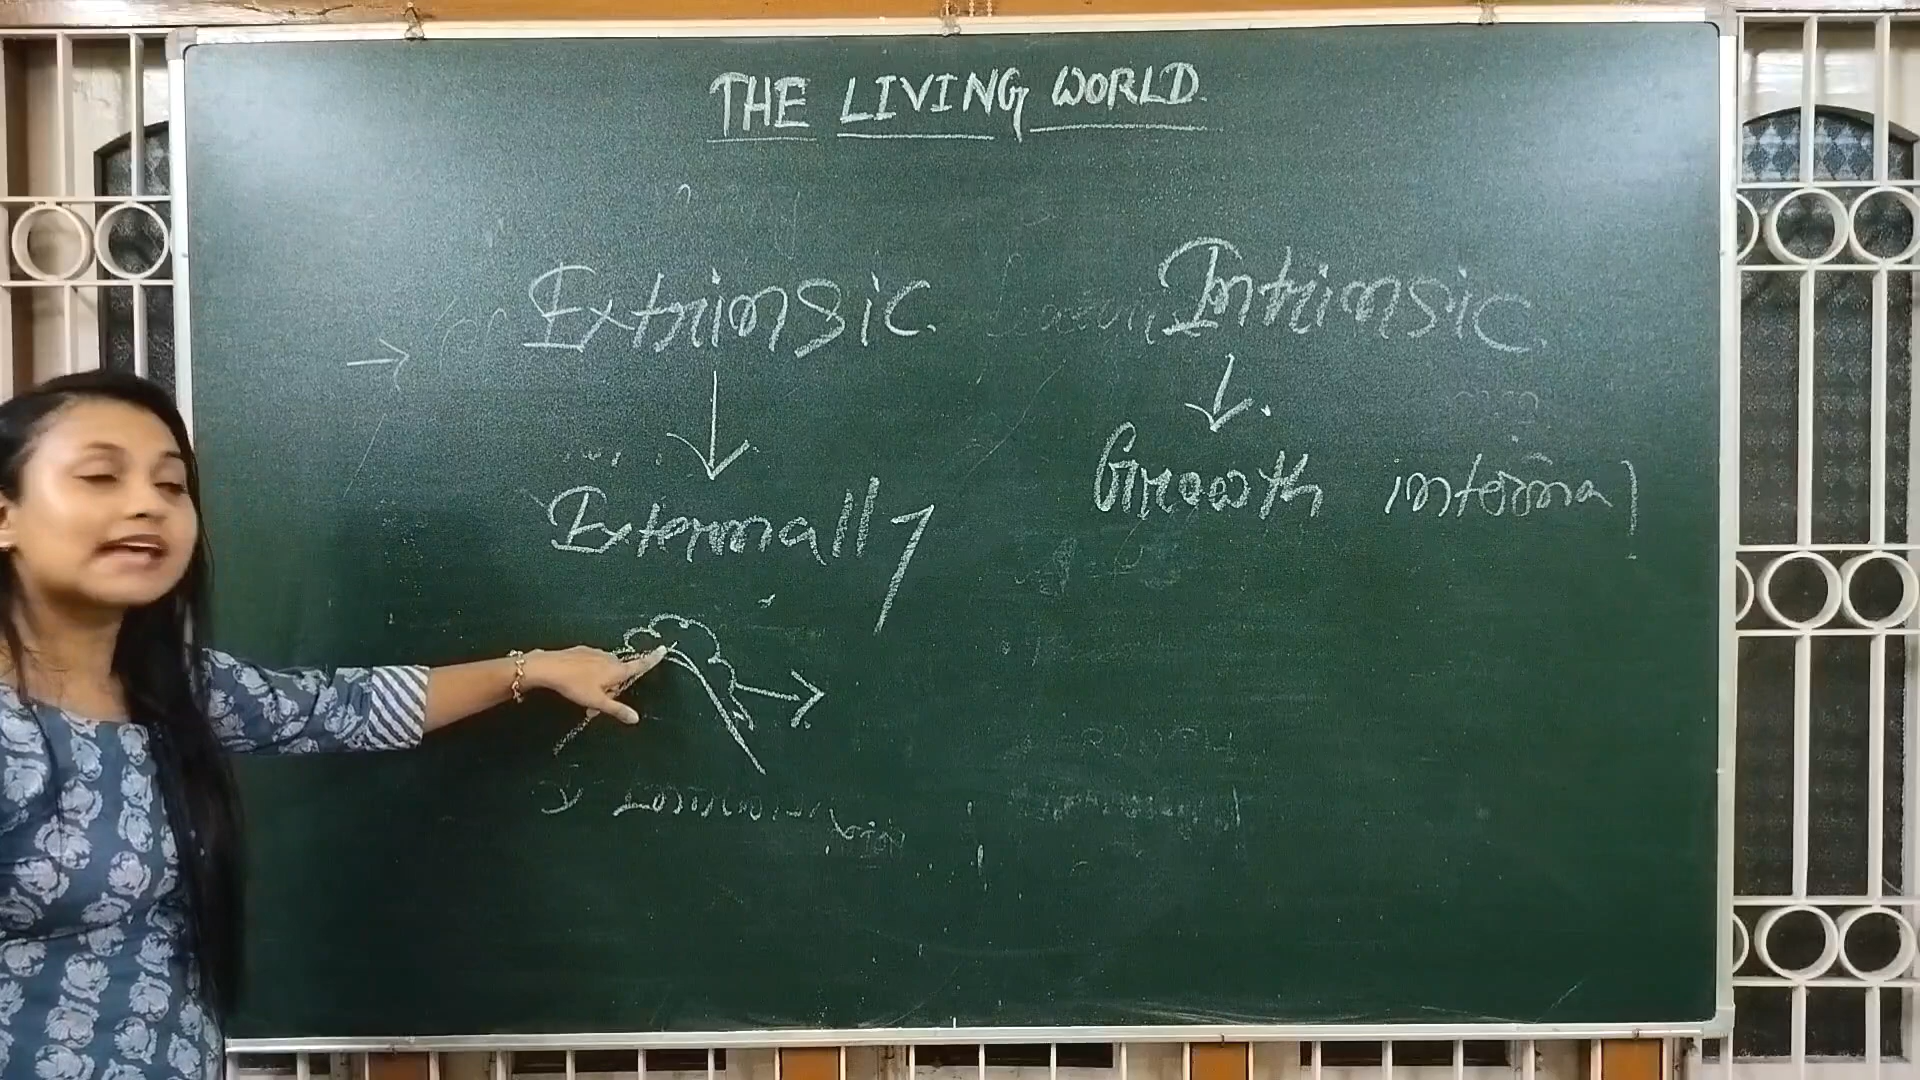 THE LIVING WORLD
Extrinsic. Intrinsic.
Growth internal
Externally